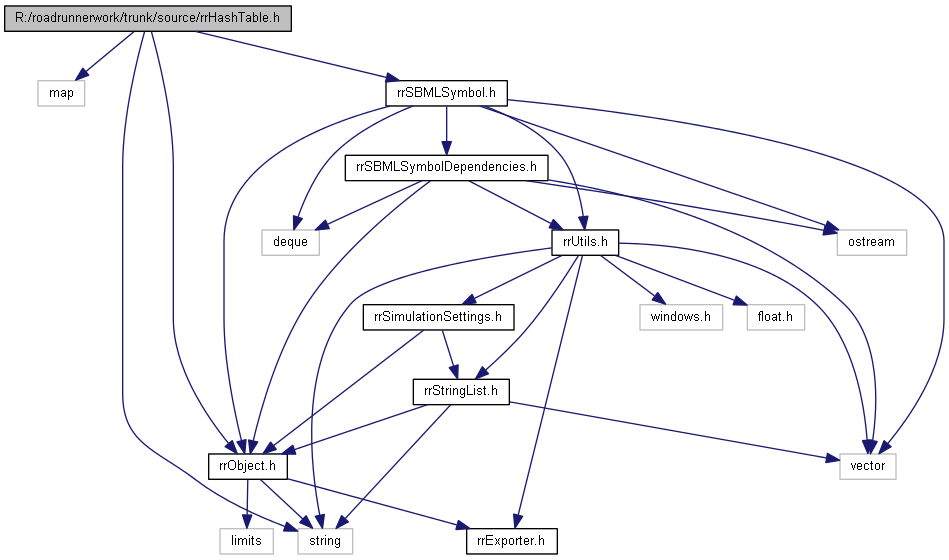 R:/roadrunnerwork/trunk/source/rrHashTable.h
map
rrSBMLSymbol.h
rrSBMLSymbolDependencies.h
deque
rrUtils.h
ostream
rrSimulationSettings.h
windows.h
float.h
rrStringList.h
rrObject.h
vector
limits
string
rrExporter.h